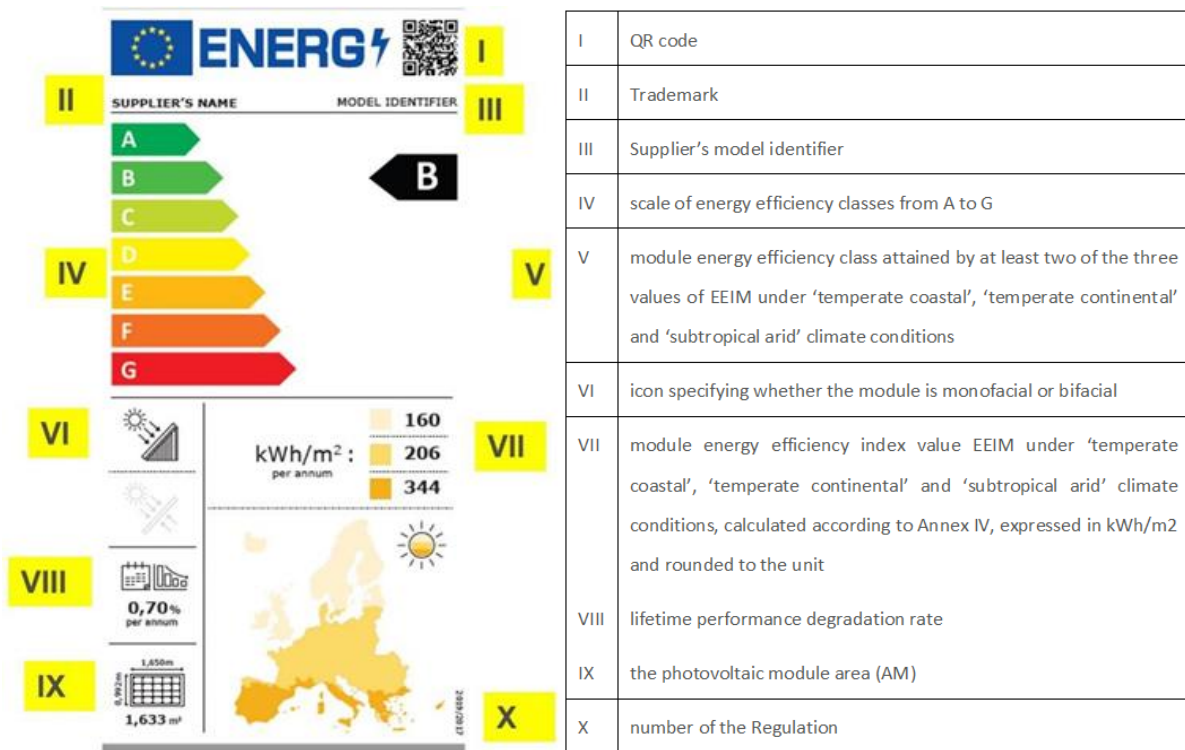 ENERG
I
II
SUPPLIER'S NAME
MODEL IDENTIFIER
III
A
B
C
D
E
F
G
B
IV
V
VI
kWh/m² :
per annum
160
206
344
VII
VIII
0,70%
per annum
IX
1,650m
0,992m
1,633 m²
2019/2017
X
I QR code
II Trademark
III Supplier's model identifier
IV scale of energy efficiency classes from A to G
V module energy efficiency class attained by at least two of the three
values of EEIM under ‘temperate coastal’, ‘temperate continental’
and ‘subtropical arid’ climate conditions
VI icon specifying whether the module is monofacial or bifacial
VII module energy efficiency index value EEIM under ‘temperate
coastal’, ‘temperate continental’ and ‘subtropical arid’ climate
conditions, calculated according to Annex IV, expressed in kWh/m2
and rounded to the unit
VIII lifetime performance degradation rate
IX the photovoltaic module area (AM)
X number of the Regulation